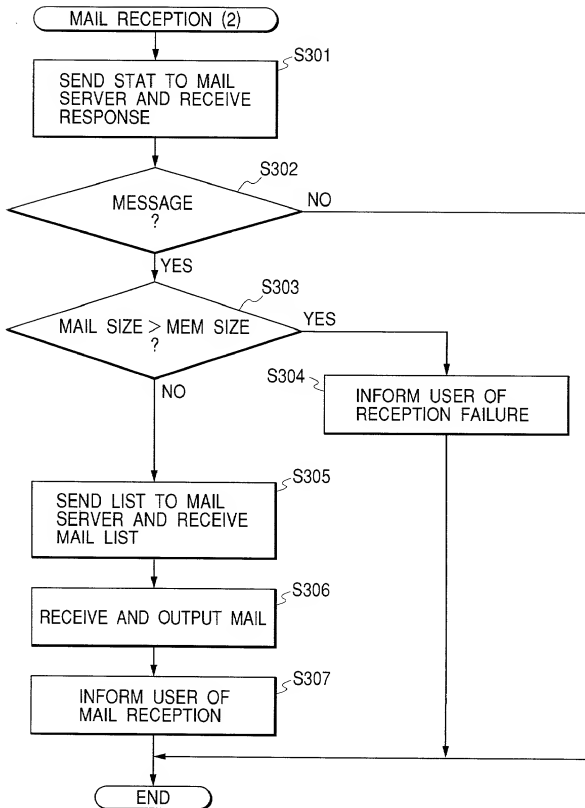 MAIL RECEPTION (2)
S301
SEND STAT TO MAIL
SERVER AND RECEIVE
RESPONSE
S302
MESSAGE
?
NO
YES
S303
MAIL SIZE > MEM SIZE
?
YES
NO
S304
INFORM USER OF
RECEPTION FAILURE
S305
SEND LIST TO MAIL
SERVER AND RECEIVE
MAIL LIST
S306
RECEIVE AND OUTPUT MAIL
S307
INFORM USER OF
MAIL RECEPTION
END